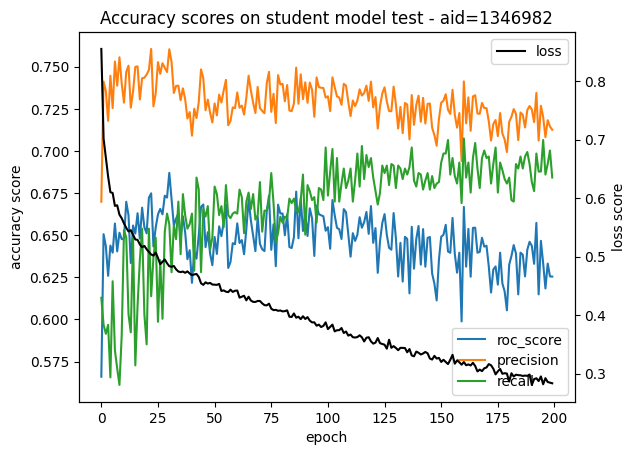 Accuracy scores on student model test - aid=1346982
loss
0.750
0.725
0.700
0.675
0.650
0.625
0.600
0.575
accuracy score
0.8
0.7
0.6
0.5
0.4
0.3
loss score
roc_score
precision
recall
0 25 50 75 100 125 150 175 200
epoch